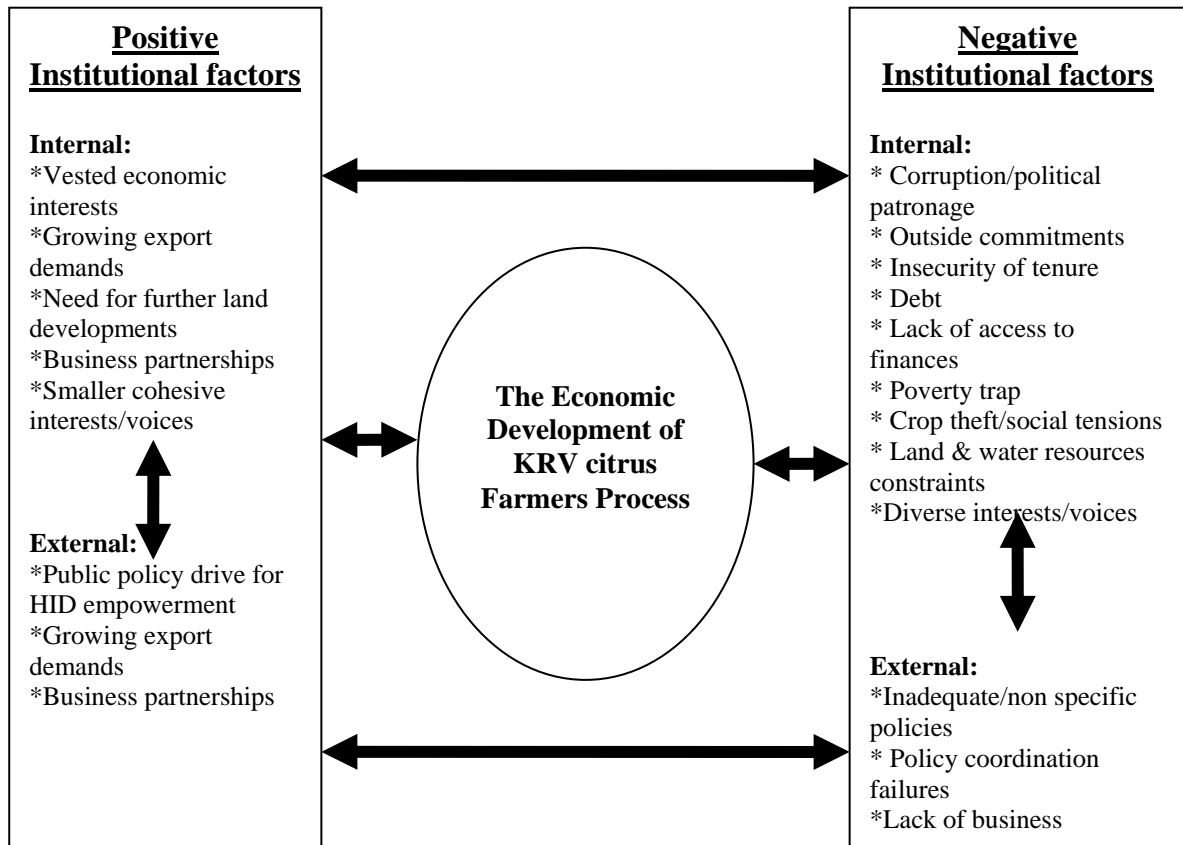 Positive
Institutional factors
Internal:
*Vested economic
interests
*Growing export
demands
*Need for further land
developments
*Business partnerships
*Smaller cohesive
interests/voices
External:
*Public policy drive for
HID empowerment
*Growing export
demands
*Business partnerships
The Economic
Development of
KRV citrus
Farmers Process
Negative
Institutional factors
Internal:
* Corruption/political
patronage
* Outside commitments
* Insecurity of tenure
* Debt
* Lack of access to
finances
* Poverty trap
* Crop theft/social tensions
* Land & water resources
constraints
*Diverse interests/voices
External:
*Inadequate/non specific
policies
* Policy coordination
failures
*Lack of business